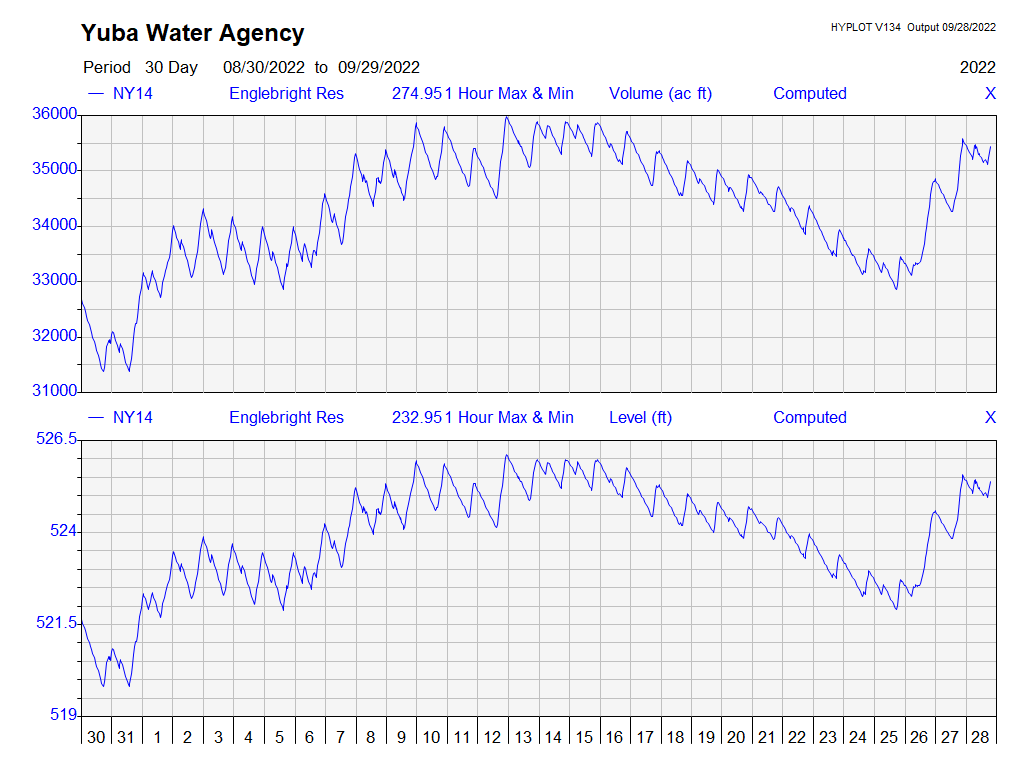 Yuba Water Agency
HYPLOT V134 Output 09/28/2022
Period 30 Day 08/30/2022 to 09/29/2022
2022
NY14 Englebright Res 274.951 Hour Max & Min Volume (ac ft) Computed X
36000
35000
34000
33000
32000
31000
NY14 Englebright Res 232.951 Hour Max & Min Level (ft) Computed X
526.5
524
521.5
519
30 31 1 2 3 4 5 6 7 8 9 10 11 12 13 14 15 16 17 18 19 20 21 22 23 24 25 26 27 28